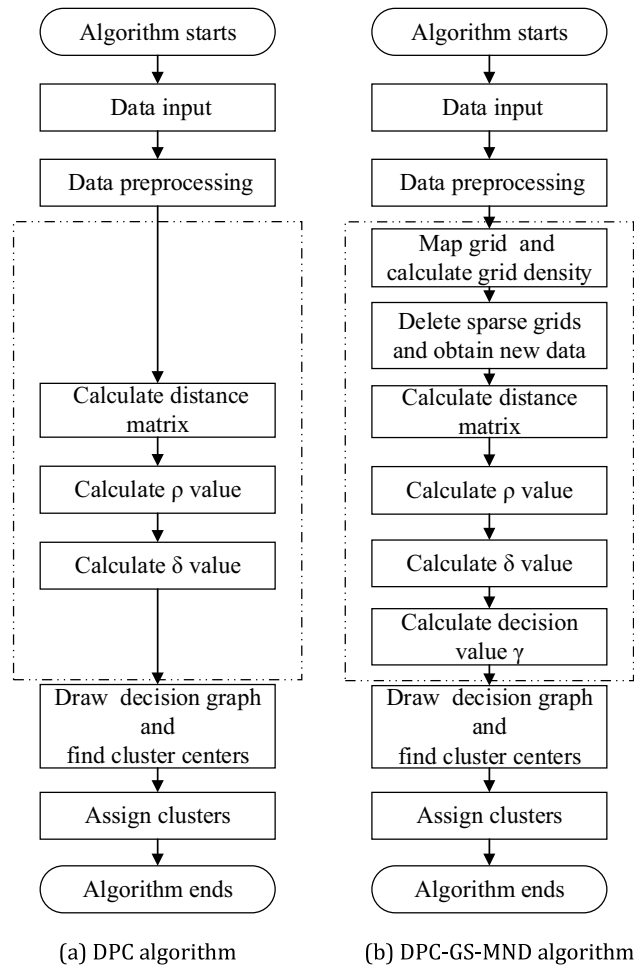 Algorithm starts
Data input
Data preprocessing
Calculate distance
matrix
Calculate ρ value
Calculate δ value
Draw decision graph
and
find cluster centers
Assign clusters
Algorithm ends
(a) DPC algorithm
Algorithm starts
Data input
Data preprocessing
Map grid and
calculate grid density
Delete sparse grids
and obtain new data
Calculate distance
matrix
Calculate ρ value
Calculate δ value
Calculate decision
value γ
Draw decision graph
and
find cluster centers
Assign clusters
Algorithm ends
(b) DPC-GS-MND algorithm